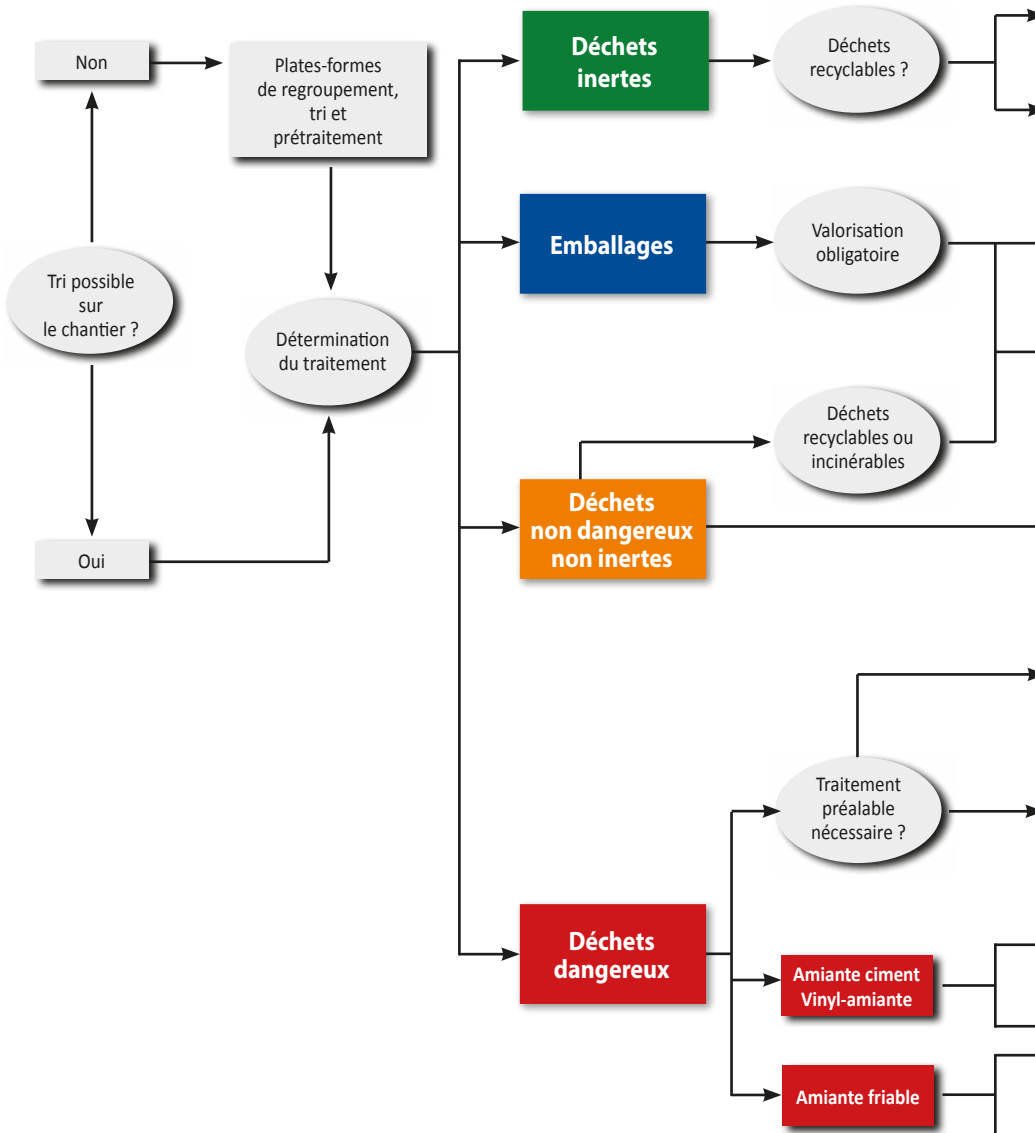 Non
Plates-formes
de regroupement,
tri et
prétraitement
Déchets
inertes
Déchets
recyclables ?
Emballages
Valorisation
obligatoire
Tri possible
sur
le chantier ?
Détermination
du traitement
Déchets
recyclables ou
incinérables
Déchets
non dangereux
non inertes
Oui
Traitement
préalable
nécessaire ?
Déchets
dangereux
Amiante ciment
Vinyl-amiante
Amiante friable